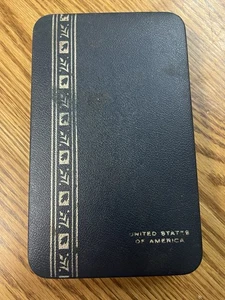 UNITED STATES
OF AMERICA